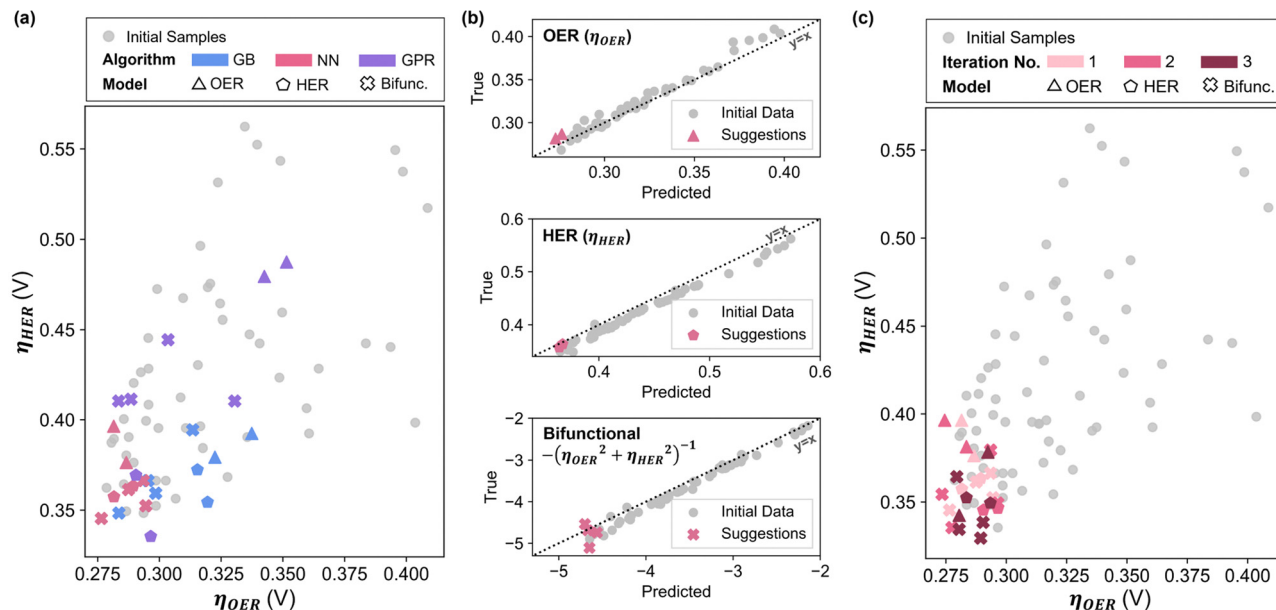 (a)
Initial Samples
Algorithm GB NN GPR
Model OER HER Bifunc.
0.55
0.50
0.45
0.40
0.35
η_HER (V)
0.275 0.300 0.325 0.350 0.375 0.400
η_OER (V)
(b)
OER (η_OER)
y=x
0.40
0.35
0.30
True
Initial Data
Suggestions
0.30 0.35 0.40
Predicted
HER (η_HER)
y=x
0.6
0.5
0.4
True
Initial Data
Suggestions
0.4 0.5 0.6
Predicted
Bifunctional
−(η_OER² + η_HER²)⁻¹
y=x
−2
−3
−4
−5
True
Initial Data
Suggestions
−5 −4 −3 −2
Predicted
(c)
Initial Samples
Iteration No. 1 2 3
Model OER HER Bifunc.
0.55
0.50
0.45
0.40
0.35
η_HER (V)
0.275 0.300 0.325 0.350 0.375 0.400
η_OER (V)